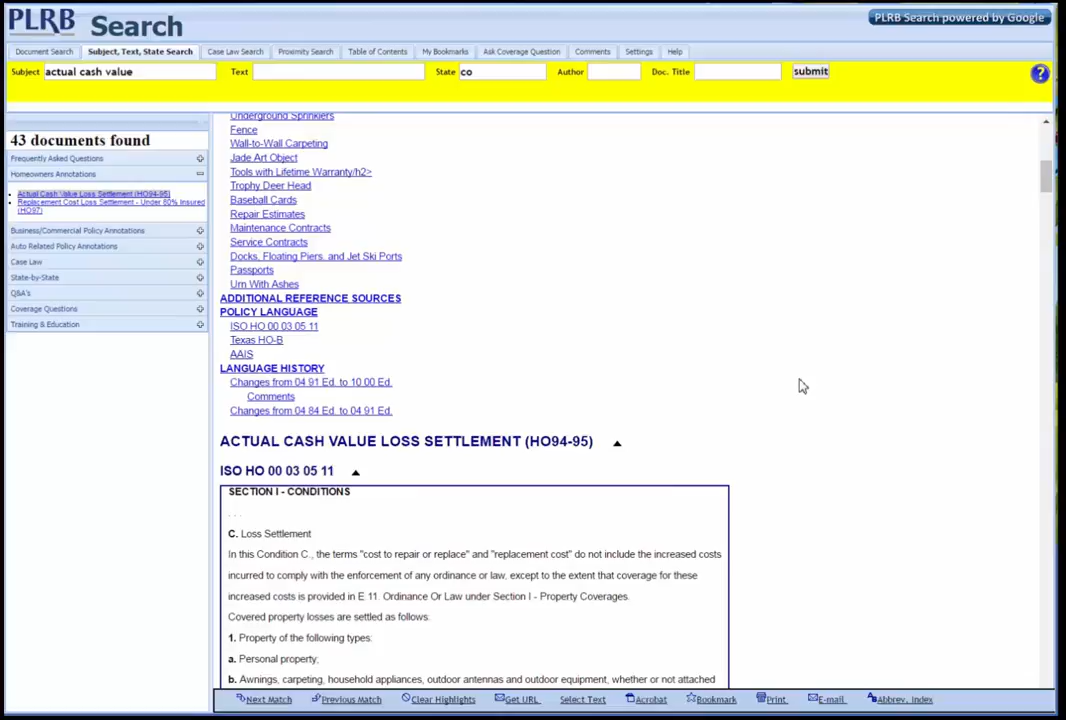 PLRB Search
PLRB Search powered by Google
Document Search Subject, Text, State Search Case Law Search Proximity Search Table of Contents My Bookmarks Ask Coverage Question Comments Settings Help
Subject actual cash value Text State co Author Doc. Title submit
?
43 documents found
Frequently Asked Questions
Homeowners Annotations
Actual Cash Value Loss Settlement (HO94-95)
Replacement Cost Loss Settlement - Under 80% Insured
(HO97)
Business/Commercial Policy Annotations
Auto Related Policy Annotations
Case Law
State-by-State
Q&A's
Coverage Questions
Training & Education
Underground Sprinklers
Fence
Wall-to-Wall Carpeting
Jade Art Object
Tools with Lifetime Warranty/h2>
Trophy Deer Head
Baseball Cards
Repair Estimates
Maintenance Contracts
Service Contracts
Docks, Floating Piers, and Jet Ski Ports
Passports
Urn With Ashes
ADDITIONAL REFERENCE SOURCES
POLICY LANGUAGE
ISO HO 00 03 05 11
Texas HO-B
AAIS
LANGUAGE HISTORY
Changes from 04 91 Ed. to 10 00 Ed.
Comments
Changes from 04 84 Ed. to 04 91 Ed.
ACTUAL CASH VALUE LOSS SETTLEMENT (HO94-95)
ISO HO 00 03 05 11
SECTION I - CONDITIONS
. . .
C. Loss Settlement
In this Condition C., the terms "cost to repair or replace" and "replacement cost" do not include the increased costs
incurred to comply with the enforcement of any ordinance or law, except to the extent that coverage for these
increased costs is provided in E.11. Ordinance Or Law under Section I - Property Coverages.
Covered property losses are settled as follows:
1. Property of the following types:
a. Personal property;
b. Awnings, carpeting, household appliances, outdoor antennas and outdoor equipment, whether or not attached
Next Match Previous Match Clear Highlights Get URL Select Text Acrobat Bookmark Print E-mail Abbrev. Index